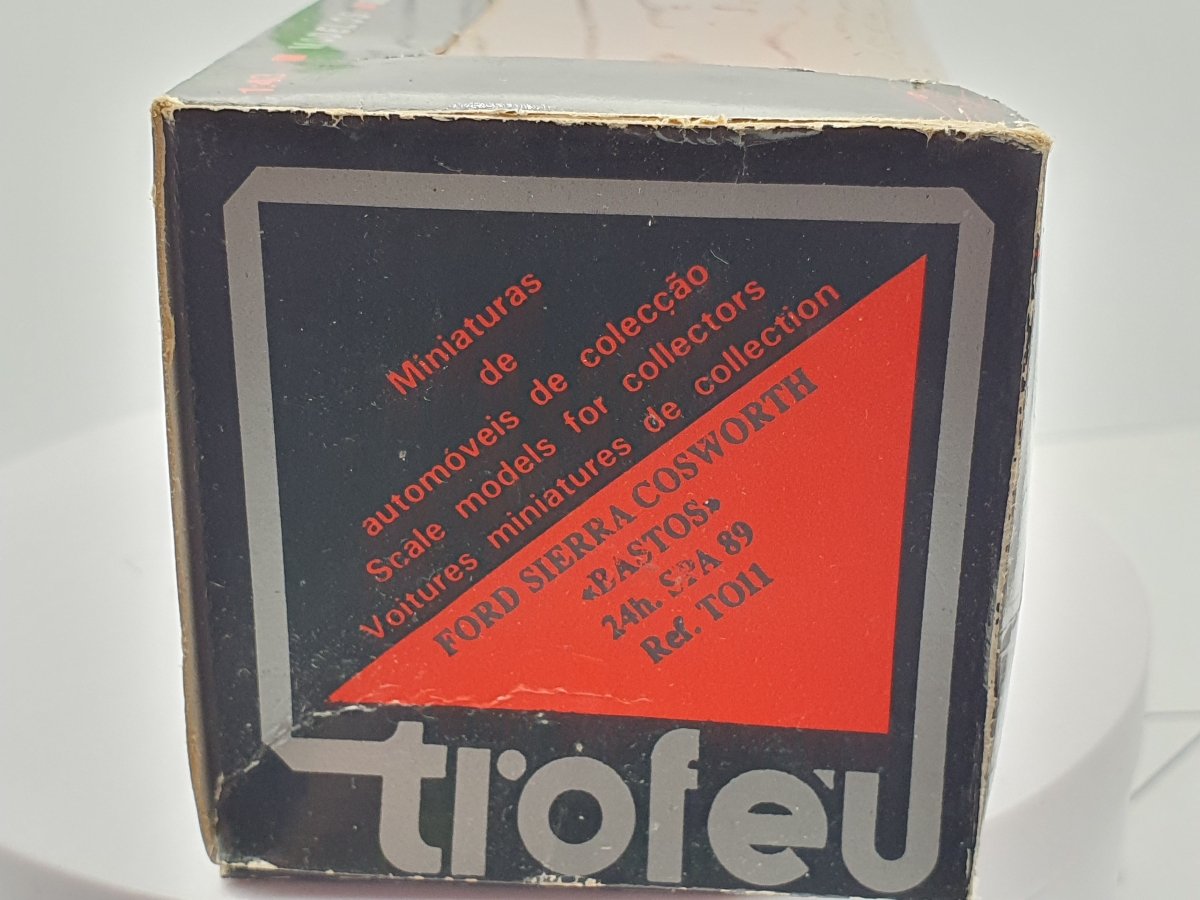 Miniaturas
de
automóveis de colecção
Scale models for collectors
Voitures miniatures de collection
FORD SIERRA COSWORTH
«BASTOS»
24h. SPA 89
Ref. TO11
trofeu